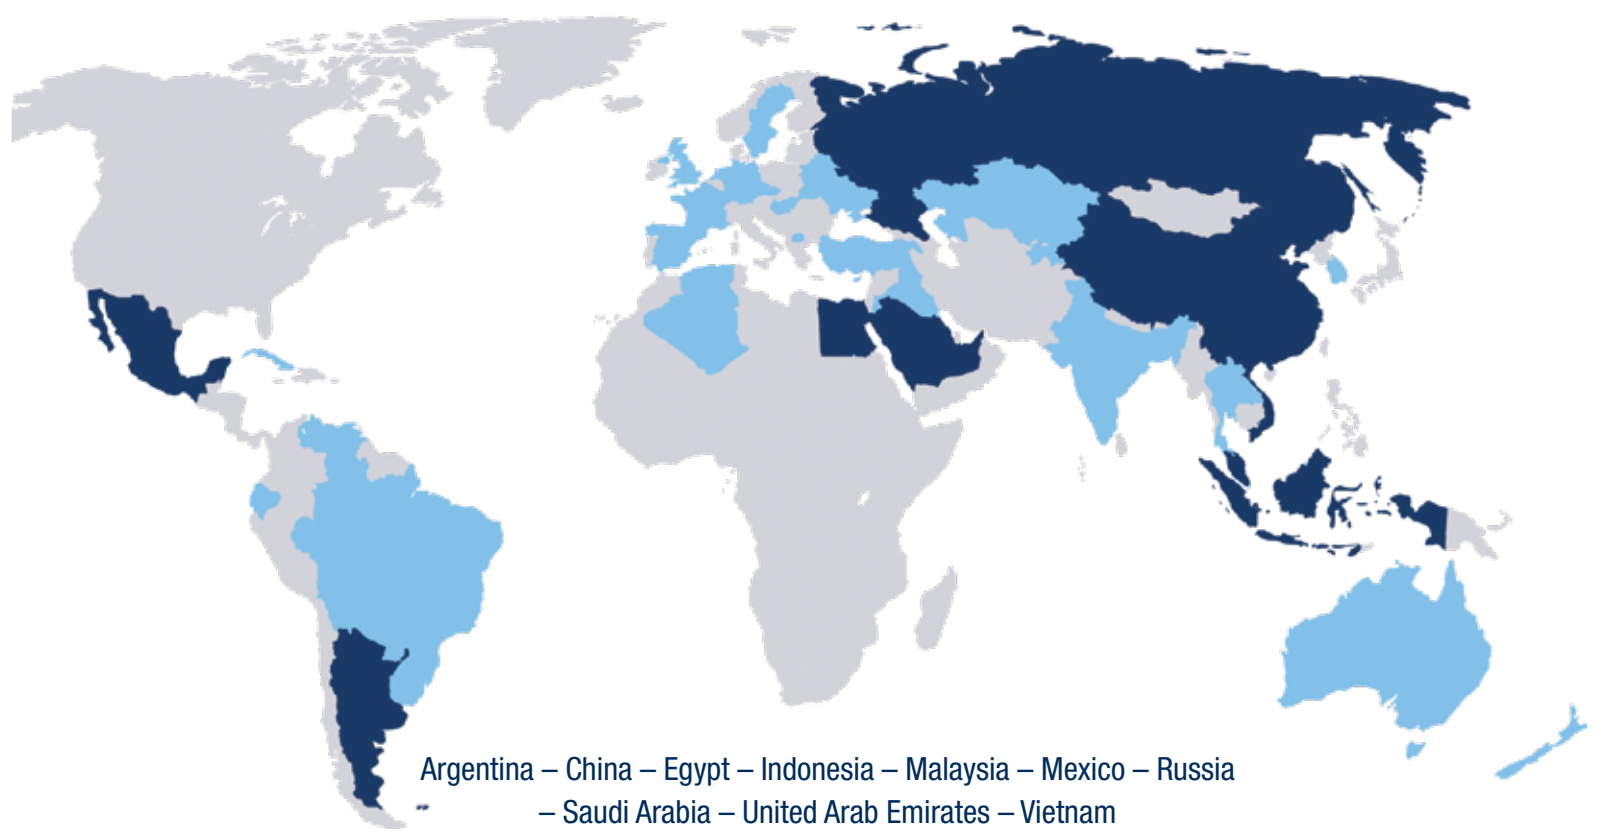 Argentina – China – Egypt – Indonesia – Malaysia – Mexico – Russia
– Saudi Arabia – United Arab Emirates – Vietnam